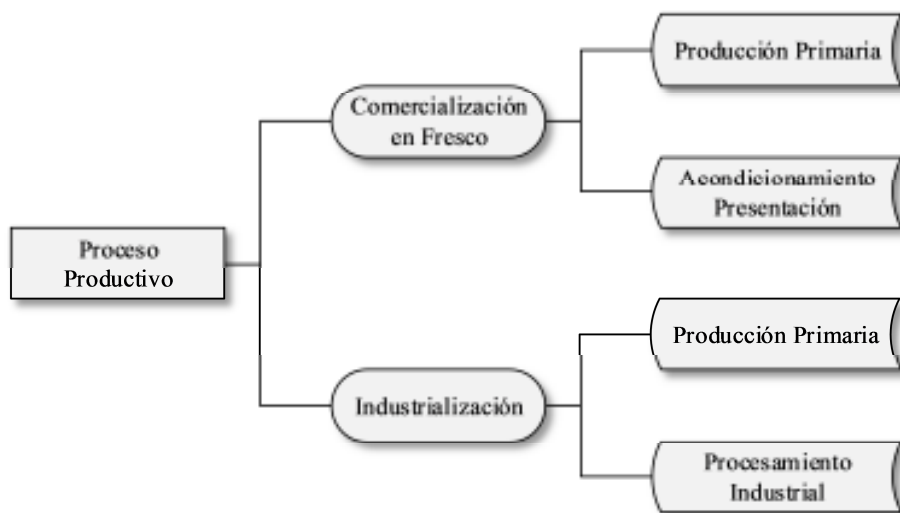 Producción Primaria
Comercialización
en Fresco
Acondicionamiento
Presentación
Proceso
Productivo
Producción Primaria
Industrialización
Procesamiento
Industrial